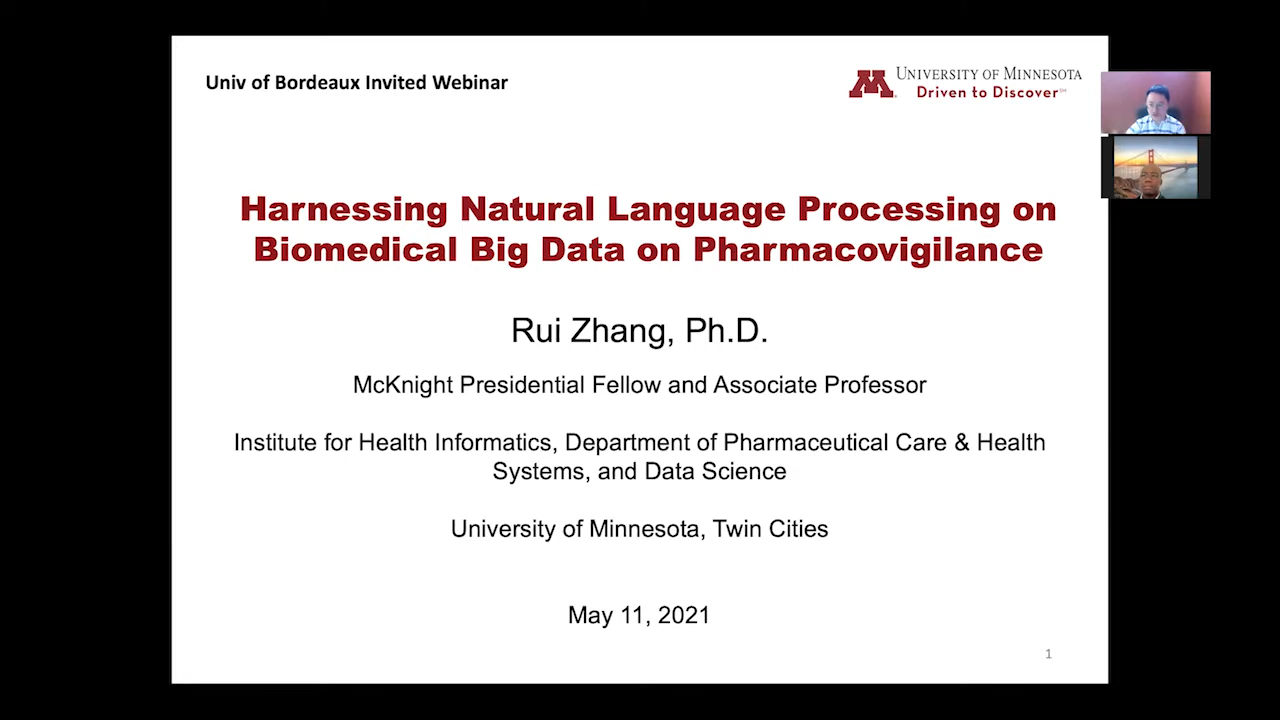 Univ of Bordeaux Invited Webinar
UNIVERSITY OF MINNESOTA
Driven to Discover℠
Harnessing Natural Language Processing on
Biomedical Big Data on Pharmacovigilance
Rui Zhang, Ph.D.
McKnight Presidential Fellow and Associate Professor
Institute for Health Informatics, Department of Pharmaceutical Care & Health
Systems, and Data Science
University of Minnesota, Twin Cities
May 11, 2021
1